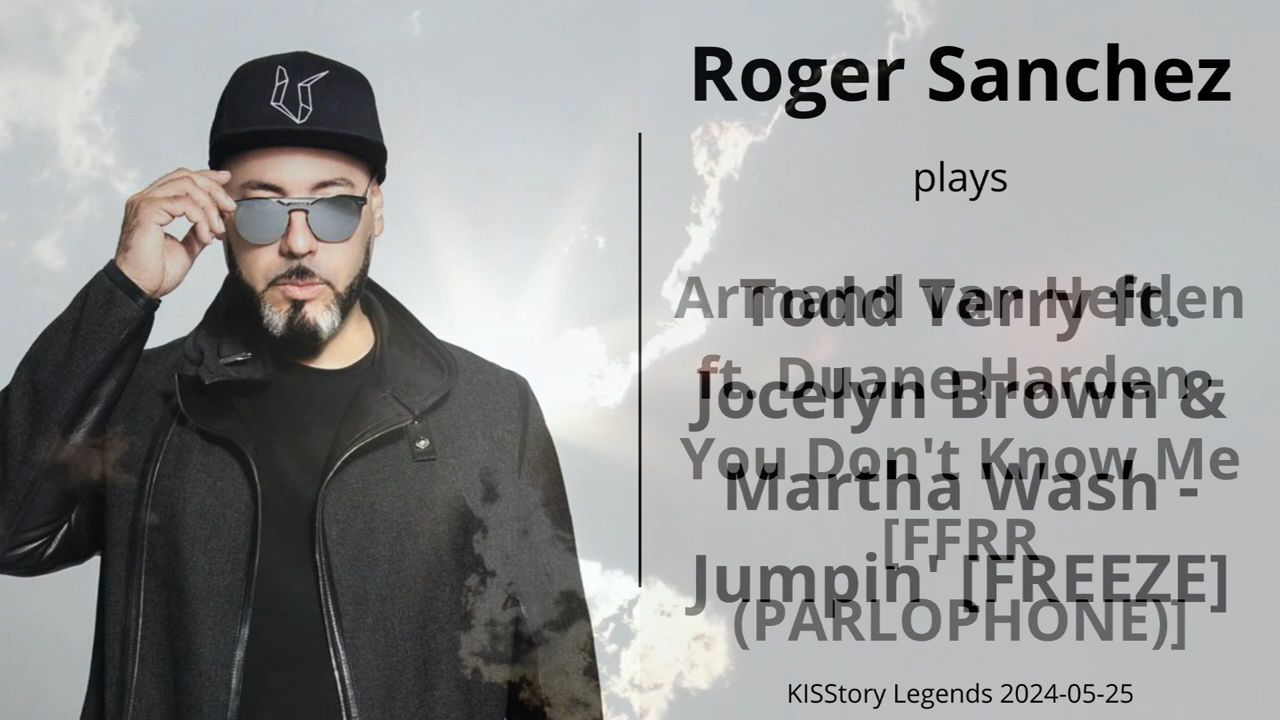 Roger Sanchez
plays
Armand Van Helden
ft. Duane Harden -
You Don't Know Me
[FFRR
(PARLOPHONE)]
Todd Terry ft.
Jocelyn Brown &
Martha Wash -
Jumpin' [FREEZE]
KISStory Legends 2024-05-25